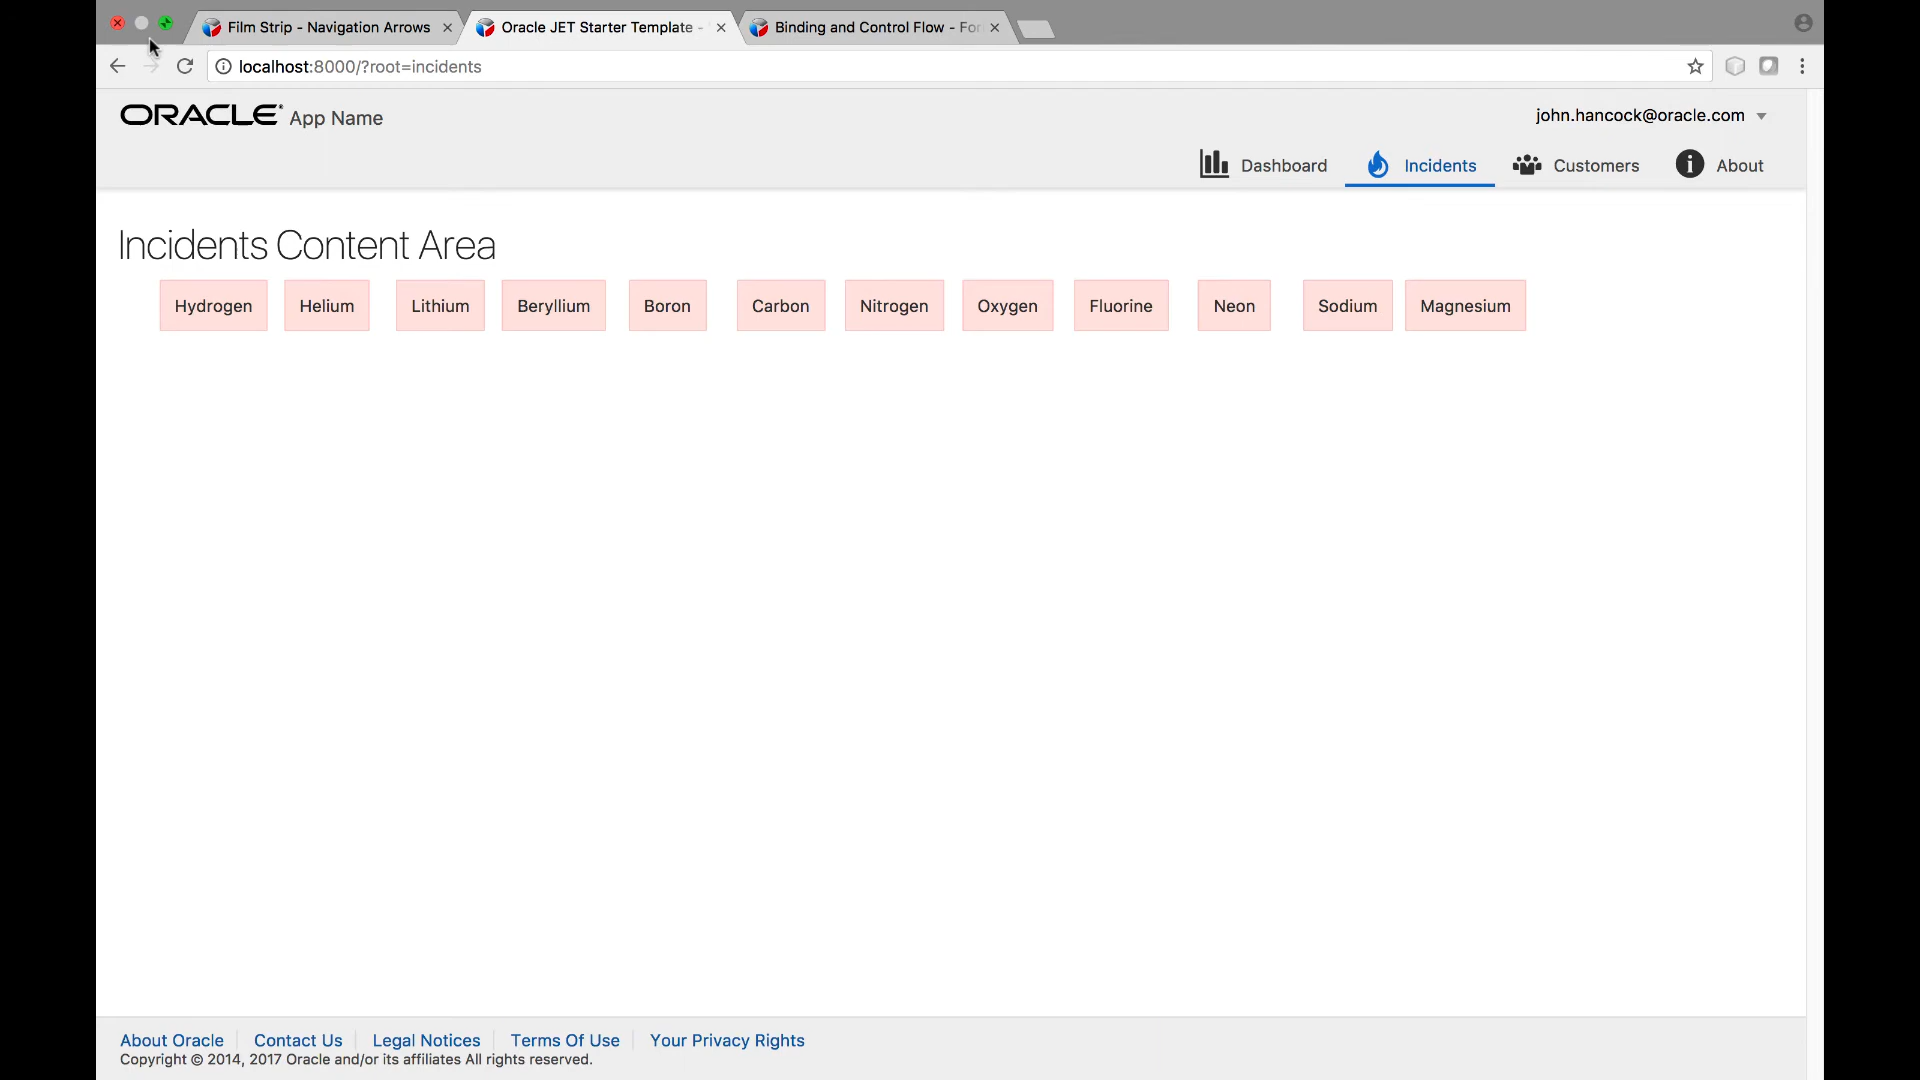 Film Strip - Navigation Arrows
Oracle JET Starter Template -
Binding and Control Flow - For
localhost:8000/?root=incidents
ORACLE® App Name
john.hancock@oracle.com
Dashboard
Incidents
Customers
About
Incidents Content Area
Hydrogen
Helium
Lithium
Beryllium
Boron
Carbon
Nitrogen
Oxygen
Fluorine
Neon
Sodium
Magnesium
About Oracle
Contact Us
Legal Notices
Terms Of Use
Your Privacy Rights
Copyright © 2014, 2017 Oracle and/or its affiliates All rights reserved.